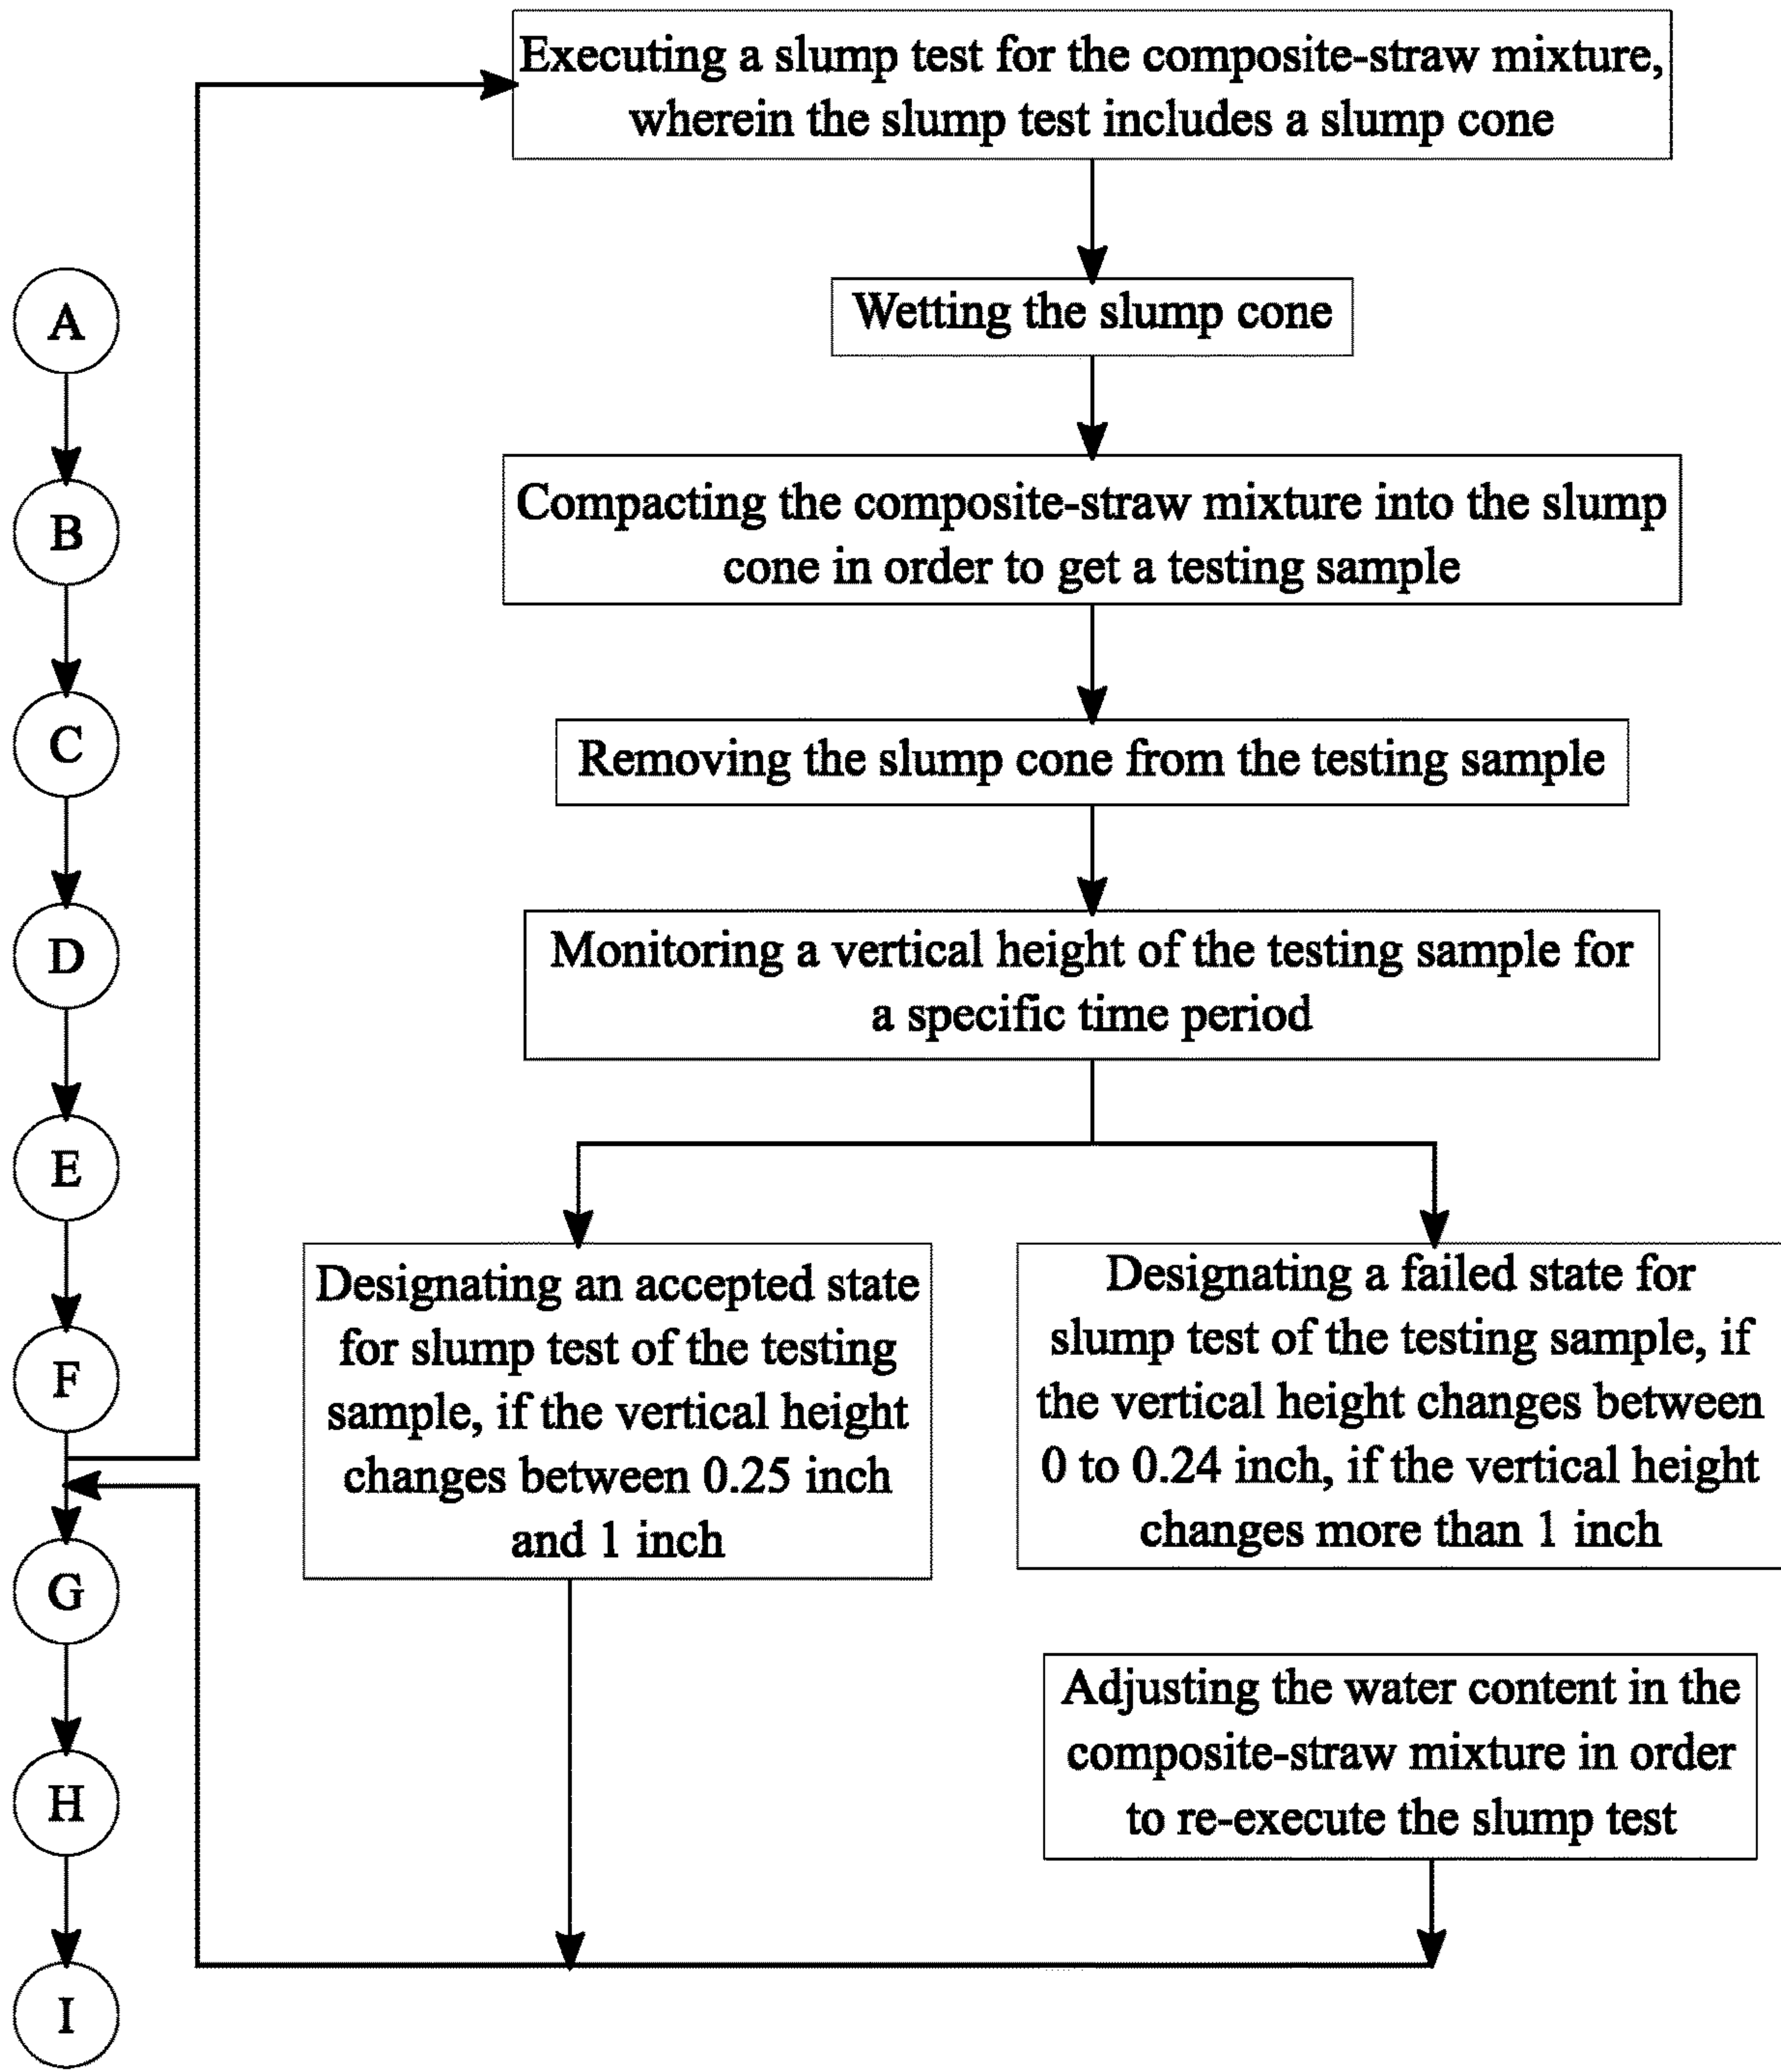 Executing a slump test for the composite-straw mixture,
wherein the slump test includes a slump cone
Wetting the slump cone
Compacting the composite-straw mixture into the slump
cone in order to get a testing sample
Removing the slump cone from the testing sample
Monitoring a vertical height of the testing sample for
a specific time period
Designating an accepted state
for slump test of the testing
sample, if the vertical height
changes between 0.25 inch
and 1 inch
Designating a failed state for
slump test of the testing sample, if
the vertical height changes between
0 to 0.24 inch, if the vertical height
changes more than 1 inch
Adjusting the water content in the
composite-straw mixture in order
to re-execute the slump test
A
B
C
D
E
F
G
H
I